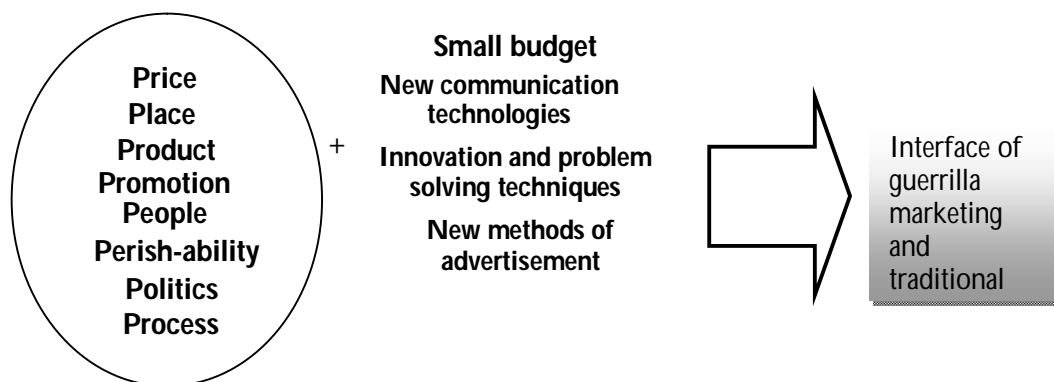 Price
Place
Product
Promotion
People
Perish-ability
Politics
Process
+
Small budget
New communication
technologies
Innovation and problem
solving techniques
New methods of
advertisement
Interface of
guerrilla
marketing
and
traditional